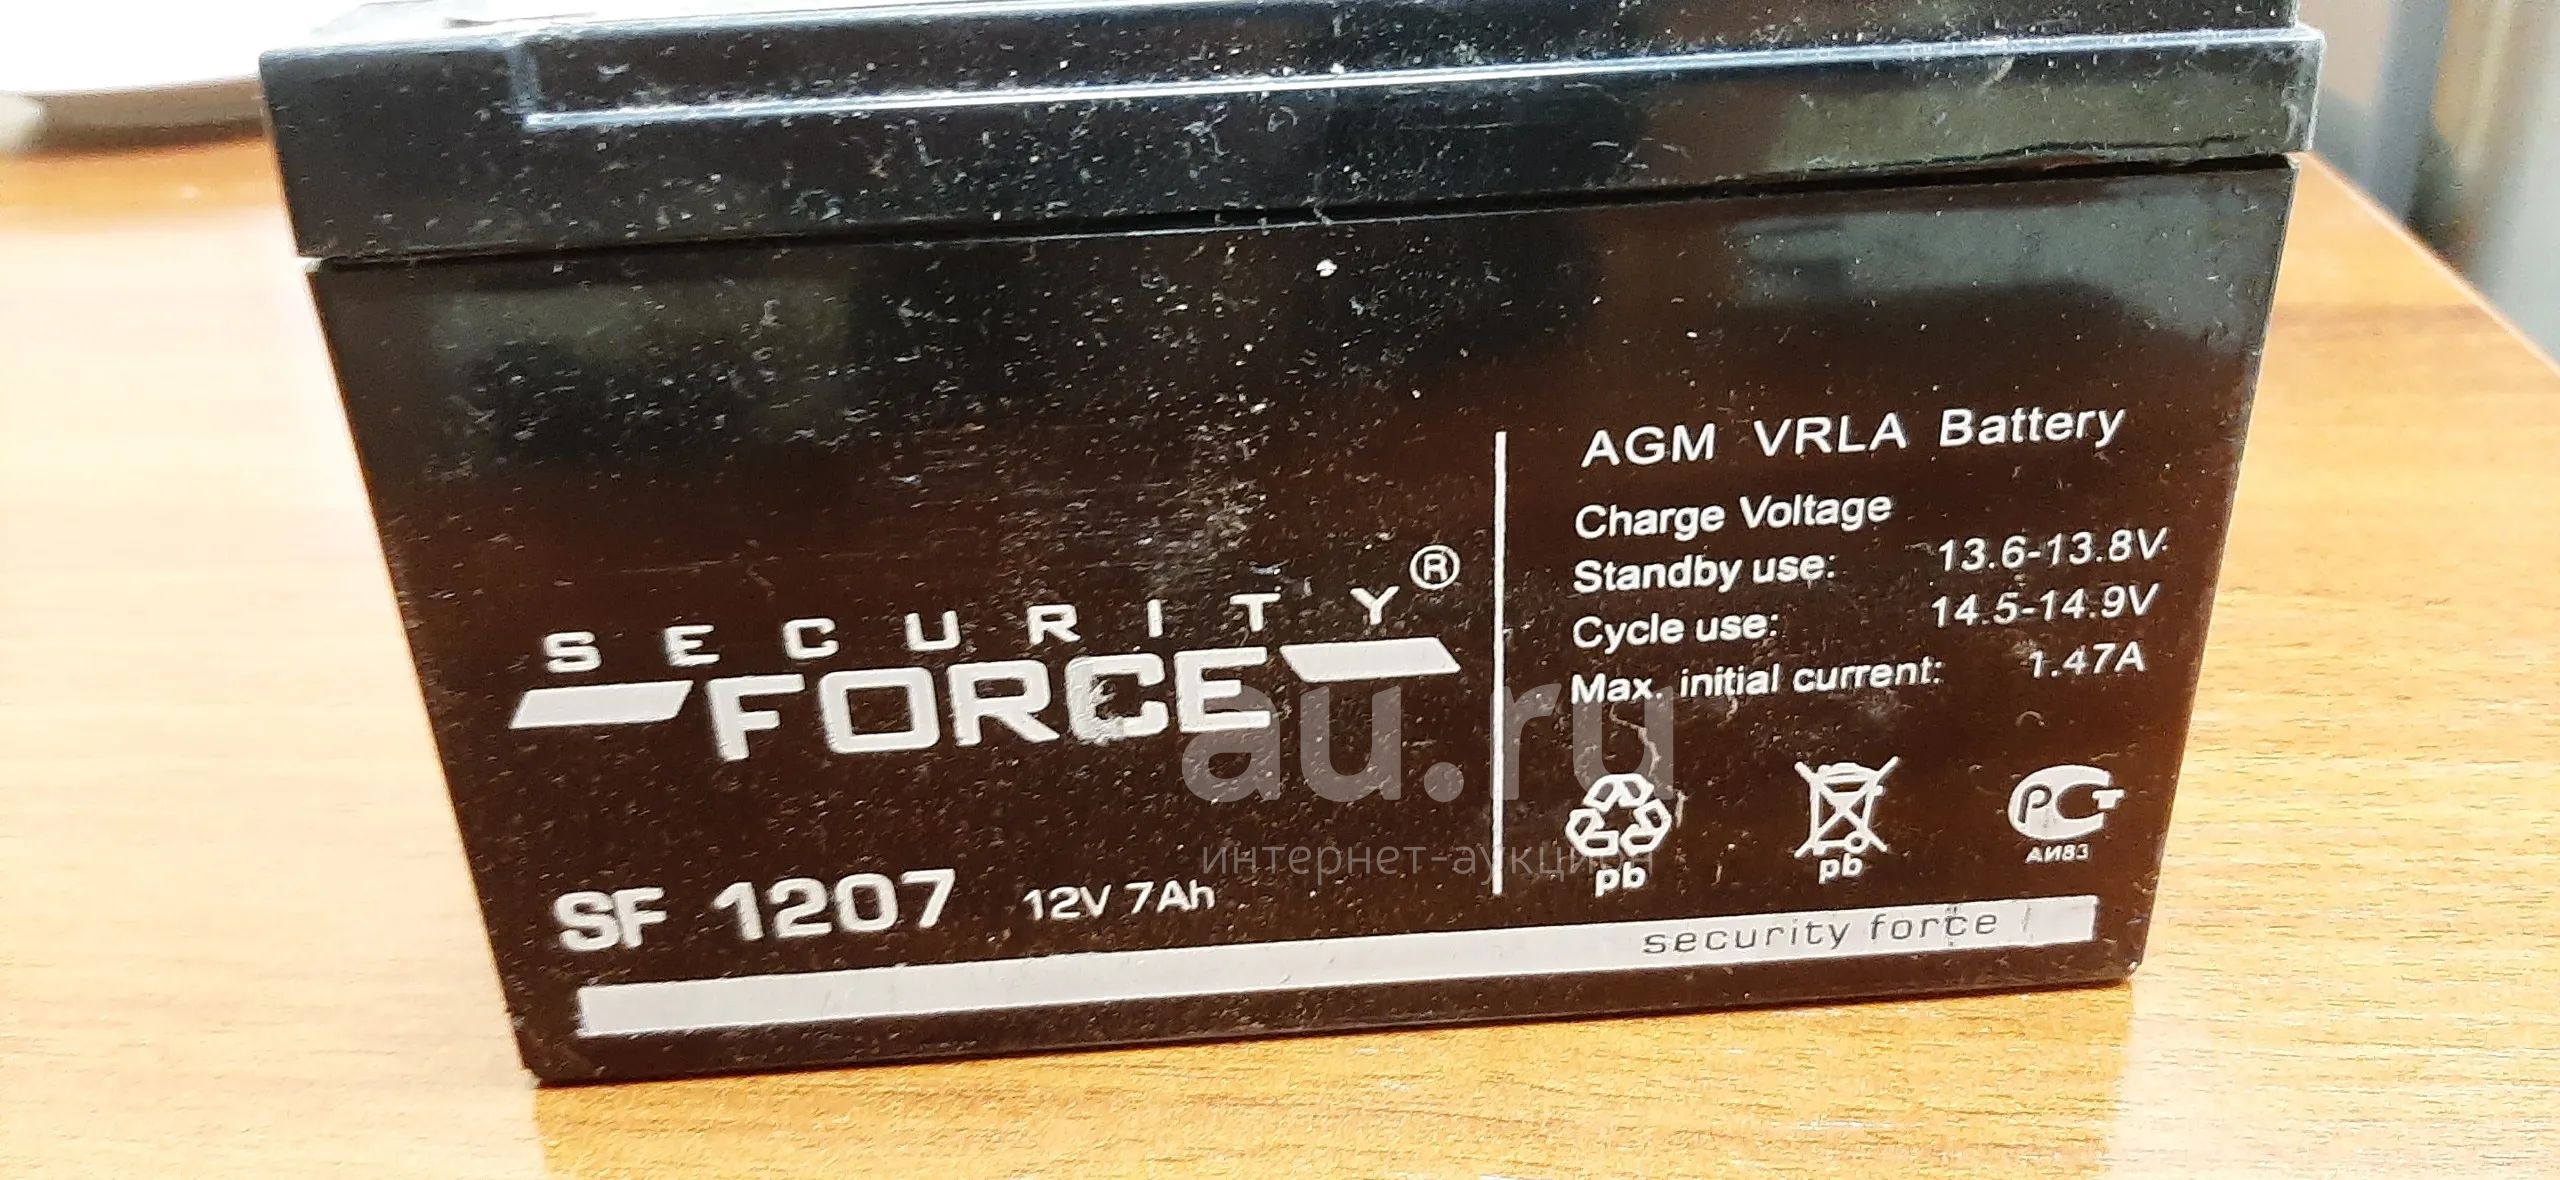 SECURITY®
FORCE
SF 1207 12V 7Ah
AGM VRLA Battery
Charge Voltage
Standby use: 13.6-13.8V
Cycle use: 14.5-14.9V
Max. initial current: 1.47A
pb pb РСТ
АИ83
security force
au.ru
интернет-аукцион